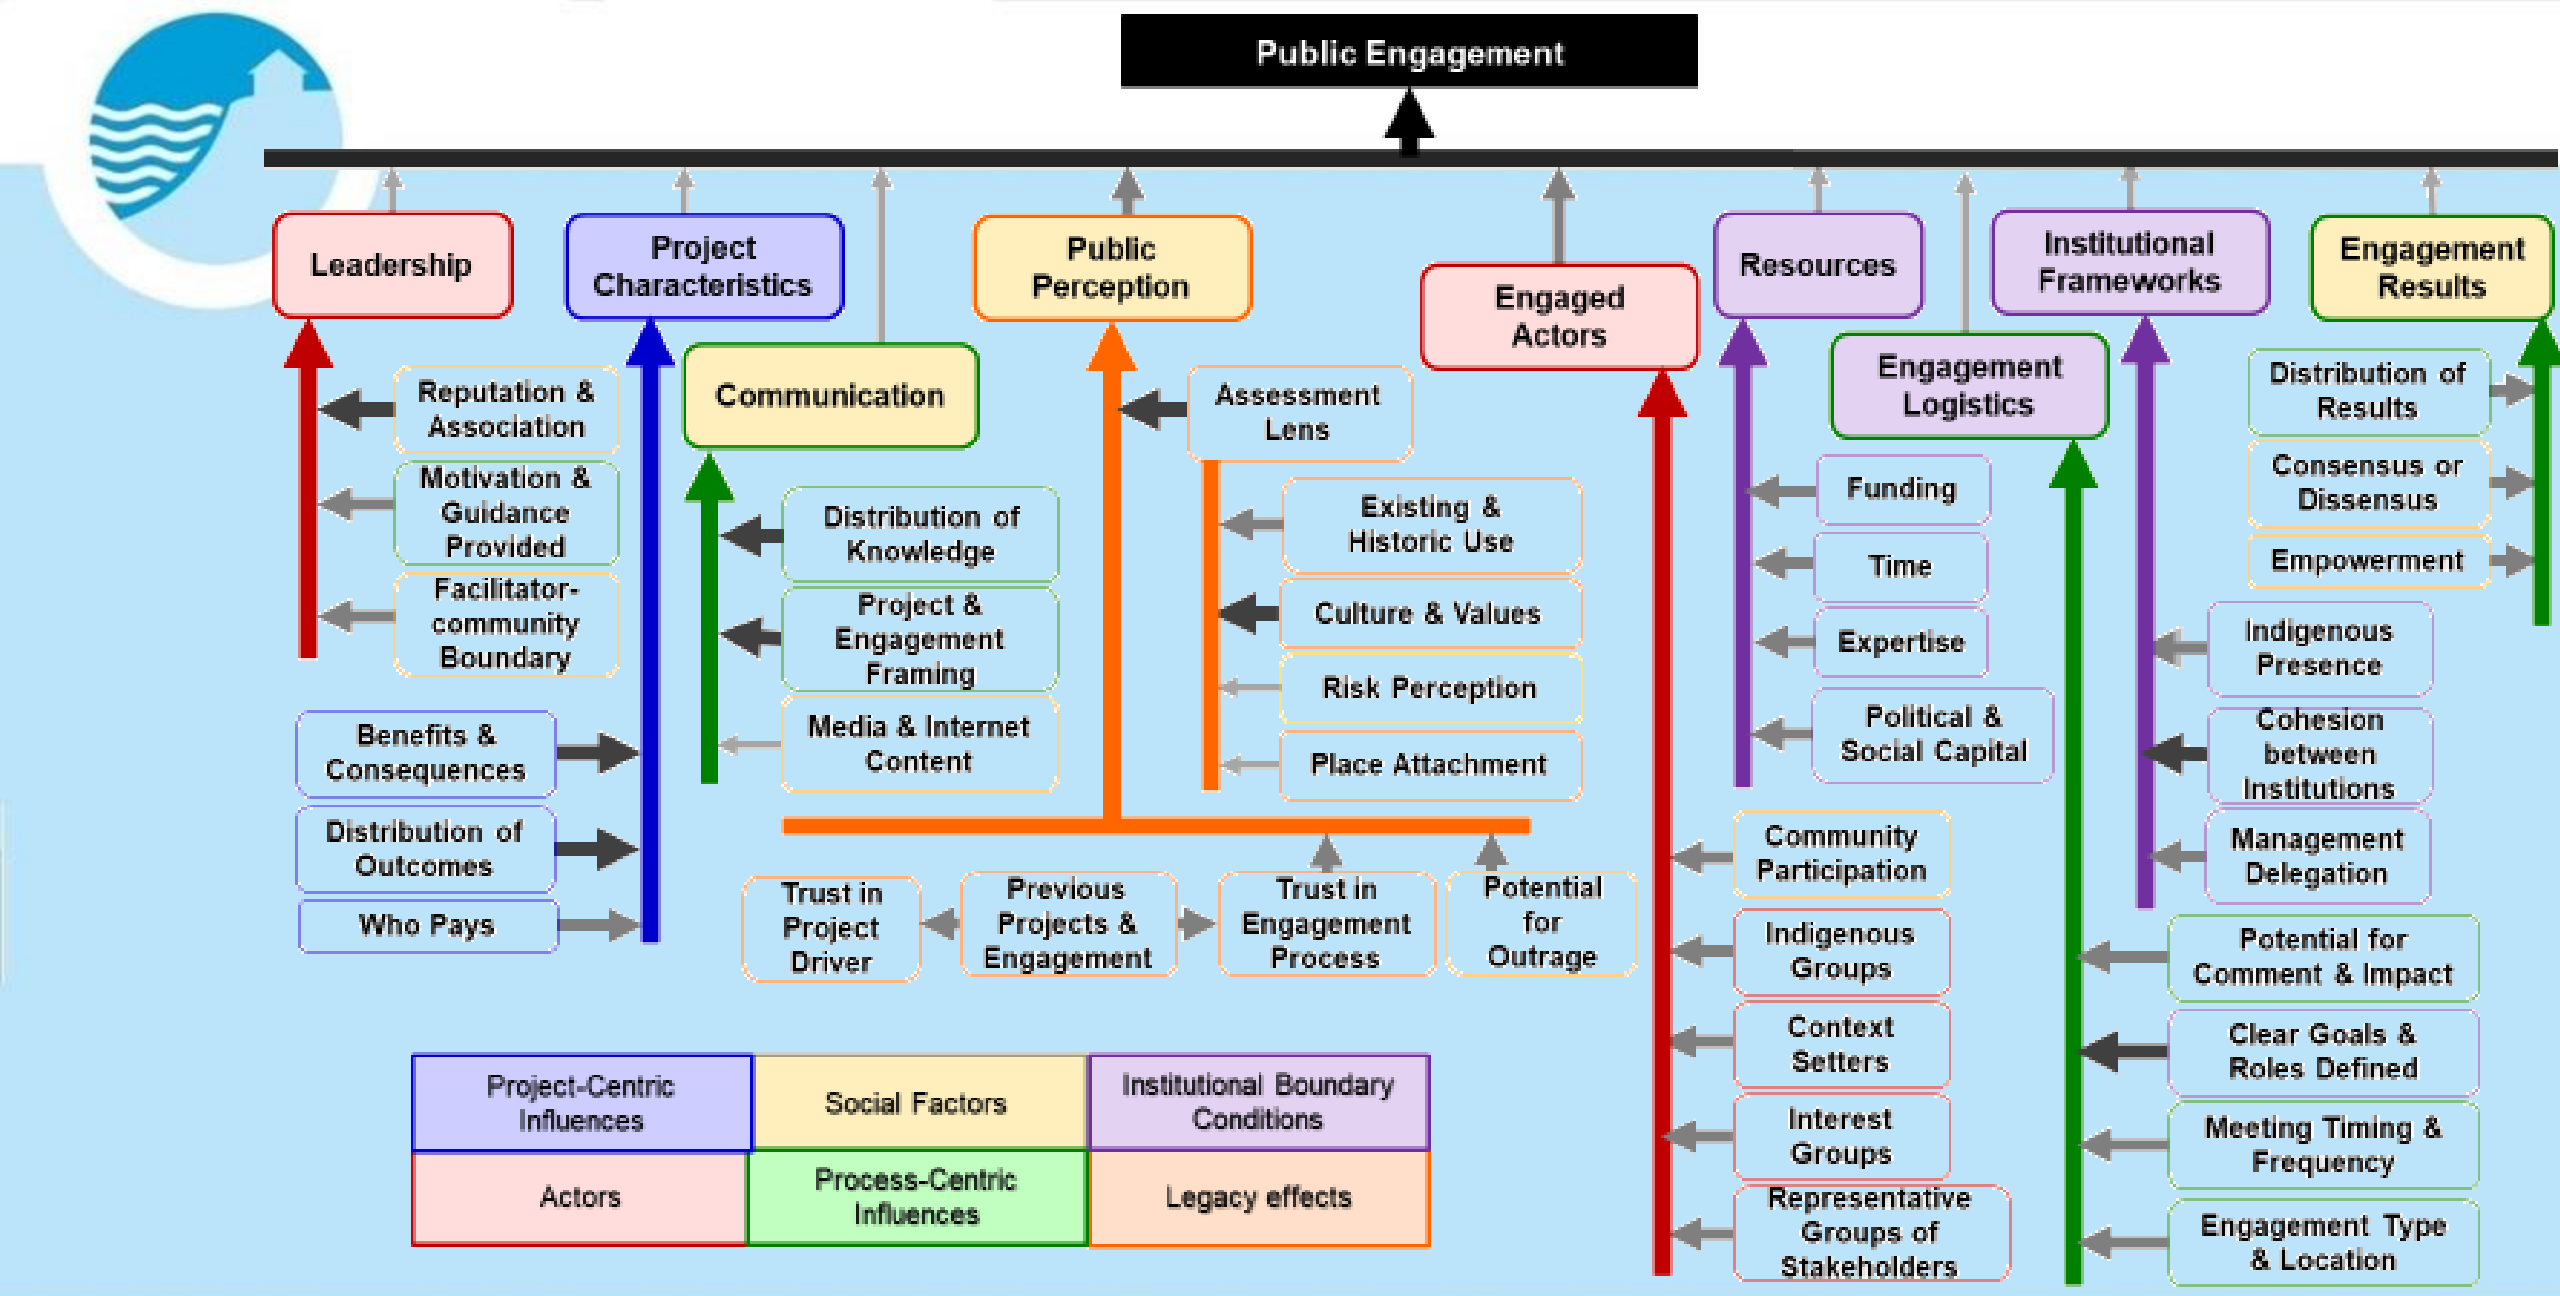 Public Engagement
Leadership
Project
Characteristics
Communication
Public
Perception
Engaged
Actors
Resources
Engagement
Logistics
Institutional
Frameworks
Engagement
Results
Reputation &
Association
Motivation &
Guidance
Provided
Facilitator-
community
Boundary
Benefits &
Consequences
Distribution of
Outcomes
Who Pays
Distribution of
Knowledge
Project &
Engagement
Framing
Media & Internet
Content
Assessment
Lens
Existing &
Historic Use
Culture & Values
Risk Perception
Place Attachment
Trust in
Project
Driver
Previous
Projects &
Engagement
Trust in
Engagement
Process
Potential
for
Outrage
Community
Participation
Indigenous
Groups
Context
Setters
Interest
Groups
Representative
Groups of
Stakeholders
Funding
Time
Expertise
Political &
Social Capital
Potential for
Comment & Impact
Clear Goals &
Roles Defined
Meeting Timing &
Frequency
Engagement Type
& Location
Indigenous
Presence
Cohesion
between
Institutions
Management
Delegation
Distribution of
Results
Consensus or
Dissensus
Empowerment
Project-Centric
Influences
Social Factors
Institutional Boundary
Conditions
Actors
Process-Centric
Influences
Legacy effects